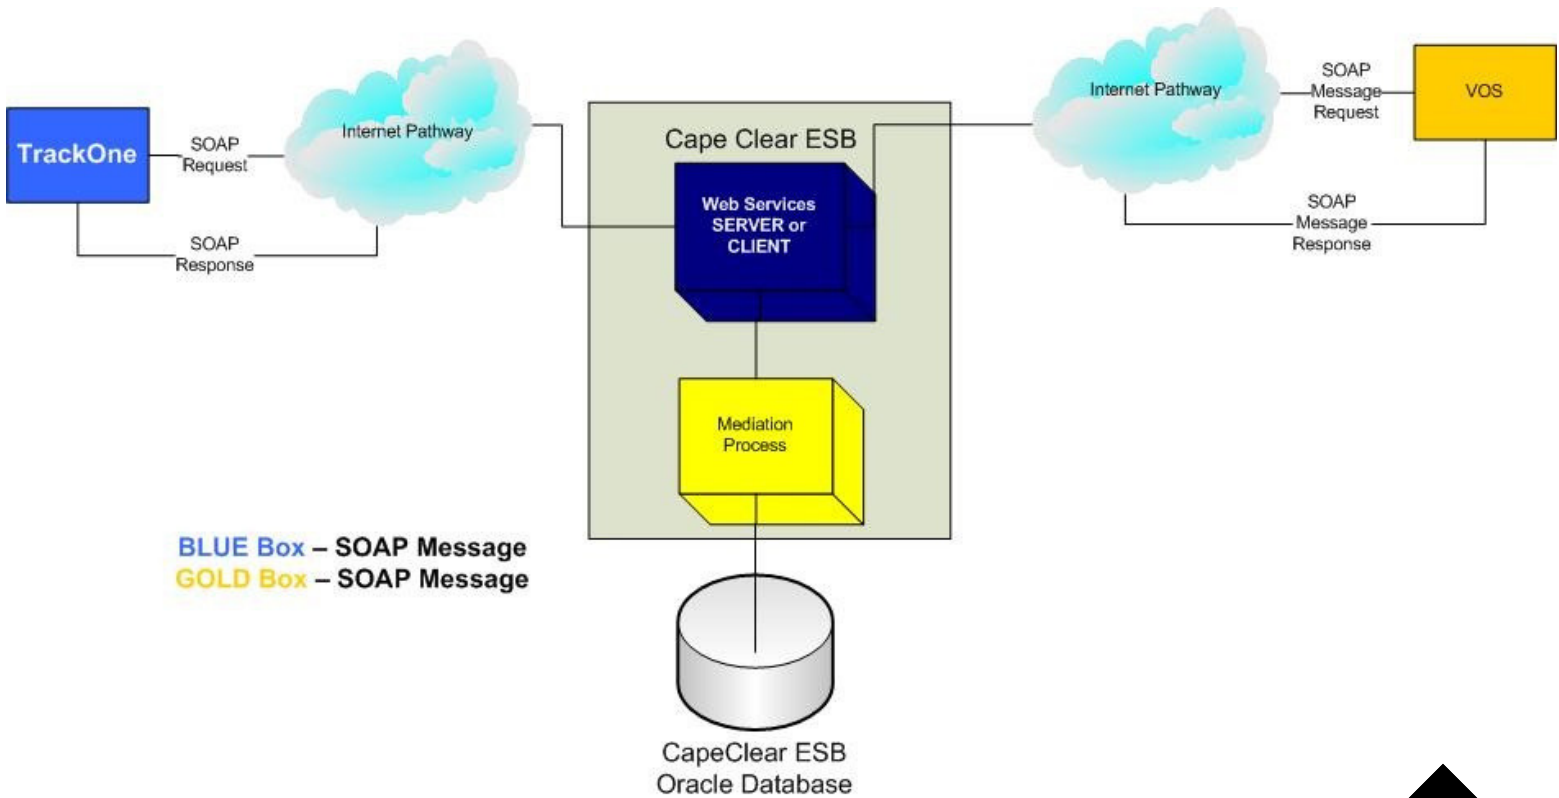 TrackOne
SOAP
Request
SOAP
Response
Internet Pathway
Cape Clear ESB
Web Services
SERVER or
CLIENT
Mediation
Process
Internet Pathway
SOAP
Message
Request
VOS
SOAP
Message
Response
BLUE Box – SOAP Message
GOLD Box – SOAP Message
CapeClear ESB
Oracle Database